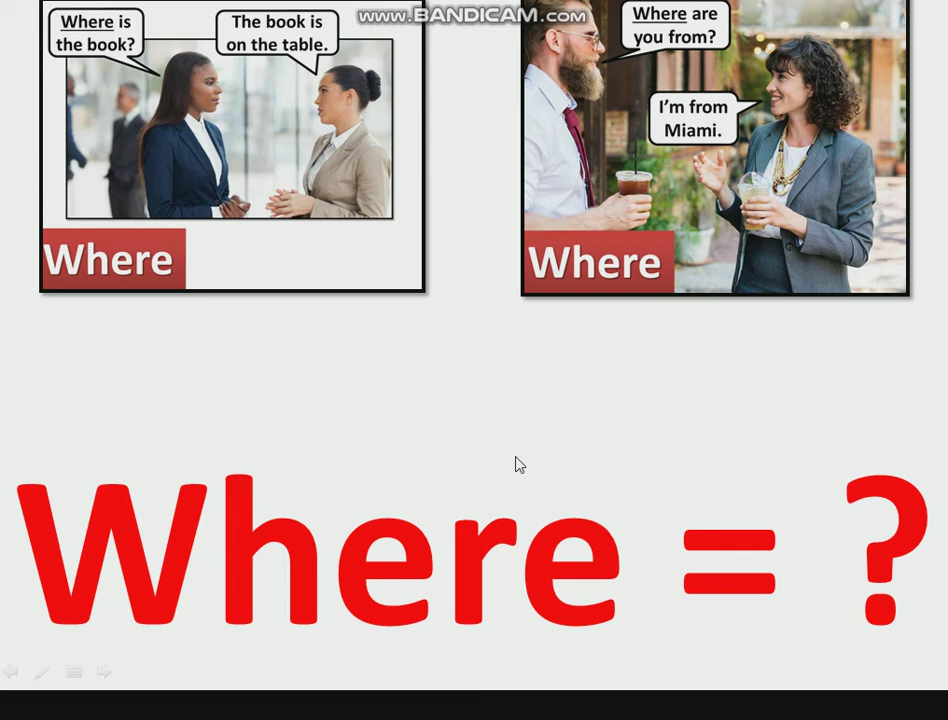 www.BANDICAM.com
Where is
the book?
The book is
on the table.
Where
Where are
you from?
I'm from
Miami.
Where
Where = ?